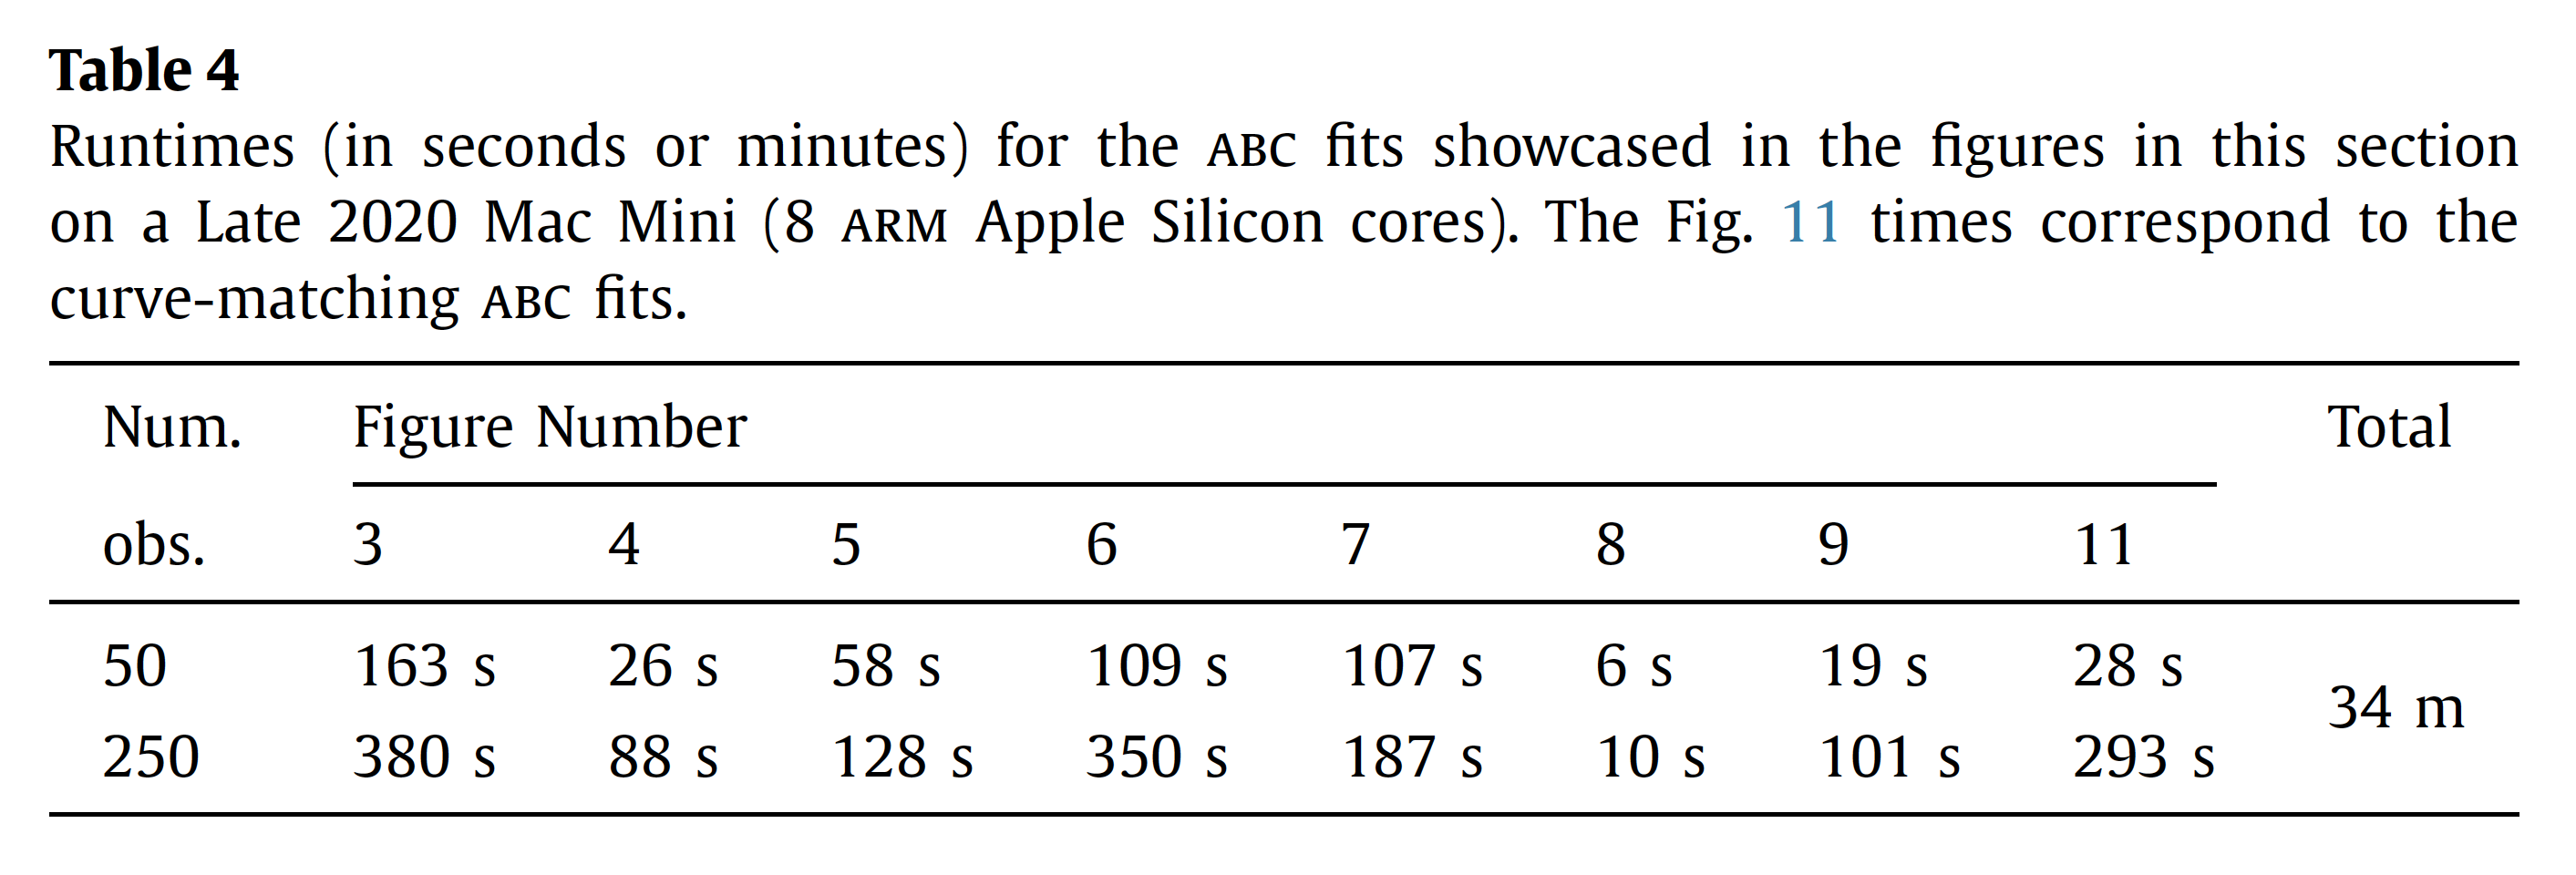 Table 4
Runtimes (in seconds or minutes) for the ABC fits showcased in the figures in this section
on a Late 2020 Mac Mini (8 ARM Apple Silicon cores). The Fig. 11 times correspond to the
curve-matching ABC fits.
Num. Figure Number Total
obs. 3 4 5 6 7 8 9 11
50 163 s 26 s 58 s 109 s 107 s 6 s 19 s 28 s
34 m
250 380 s 88 s 128 s 350 s 187 s 10 s 101 s 293 s